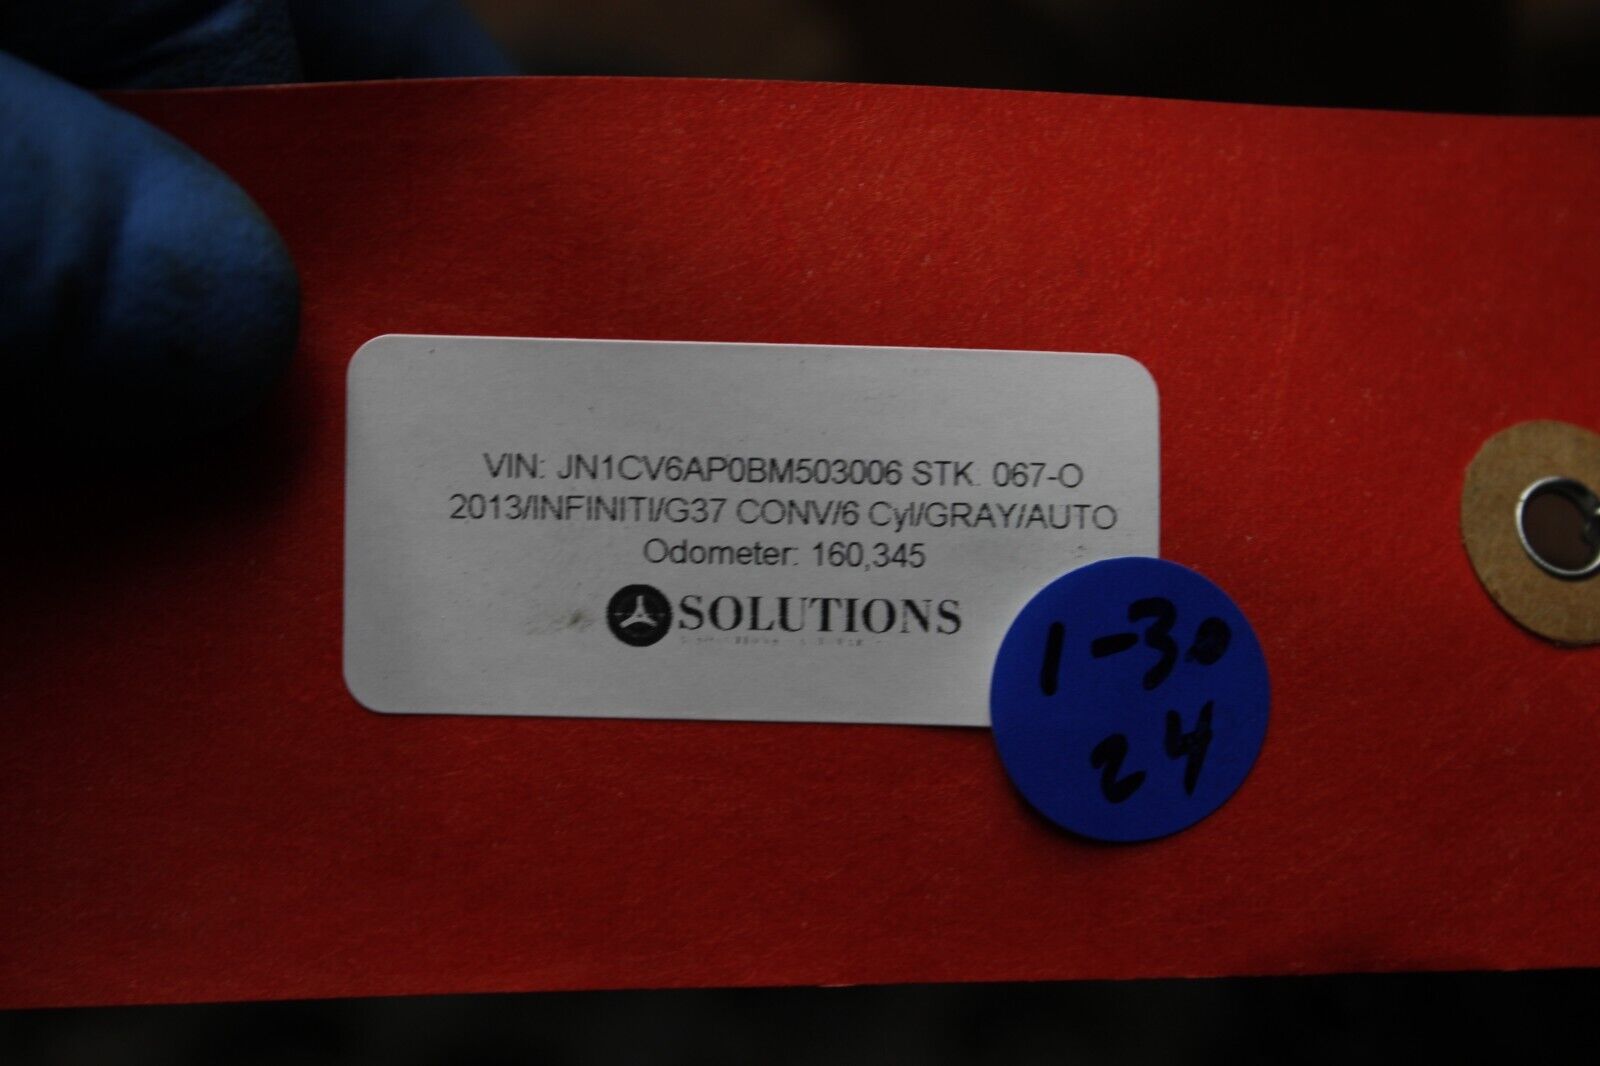 VIN: JN1CV6AP0BM503006 STK. 067-O
2013/INFINITI/G37 CONV/6 Cyl/GRAY/AUTO
Odometer: 160,345
SOLUTIONS
1-30
24